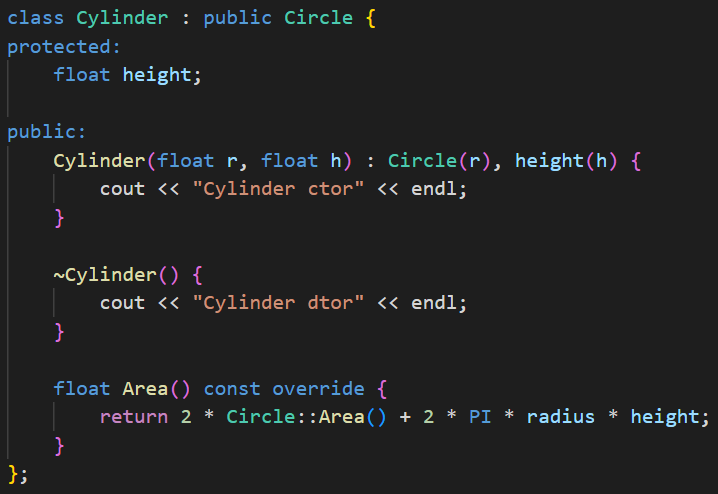 class Cylinder : public Circle {
protected:
    float height;

public:
    Cylinder(float r, float h) : Circle(r), height(h) {
        cout << "Cylinder ctor" << endl;
    }

    ~Cylinder() {
        cout << "Cylinder dtor" << endl;
    }

    float Area() const override {
        return 2 * Circle::Area() + 2 * PI * radius * height;
    }
};